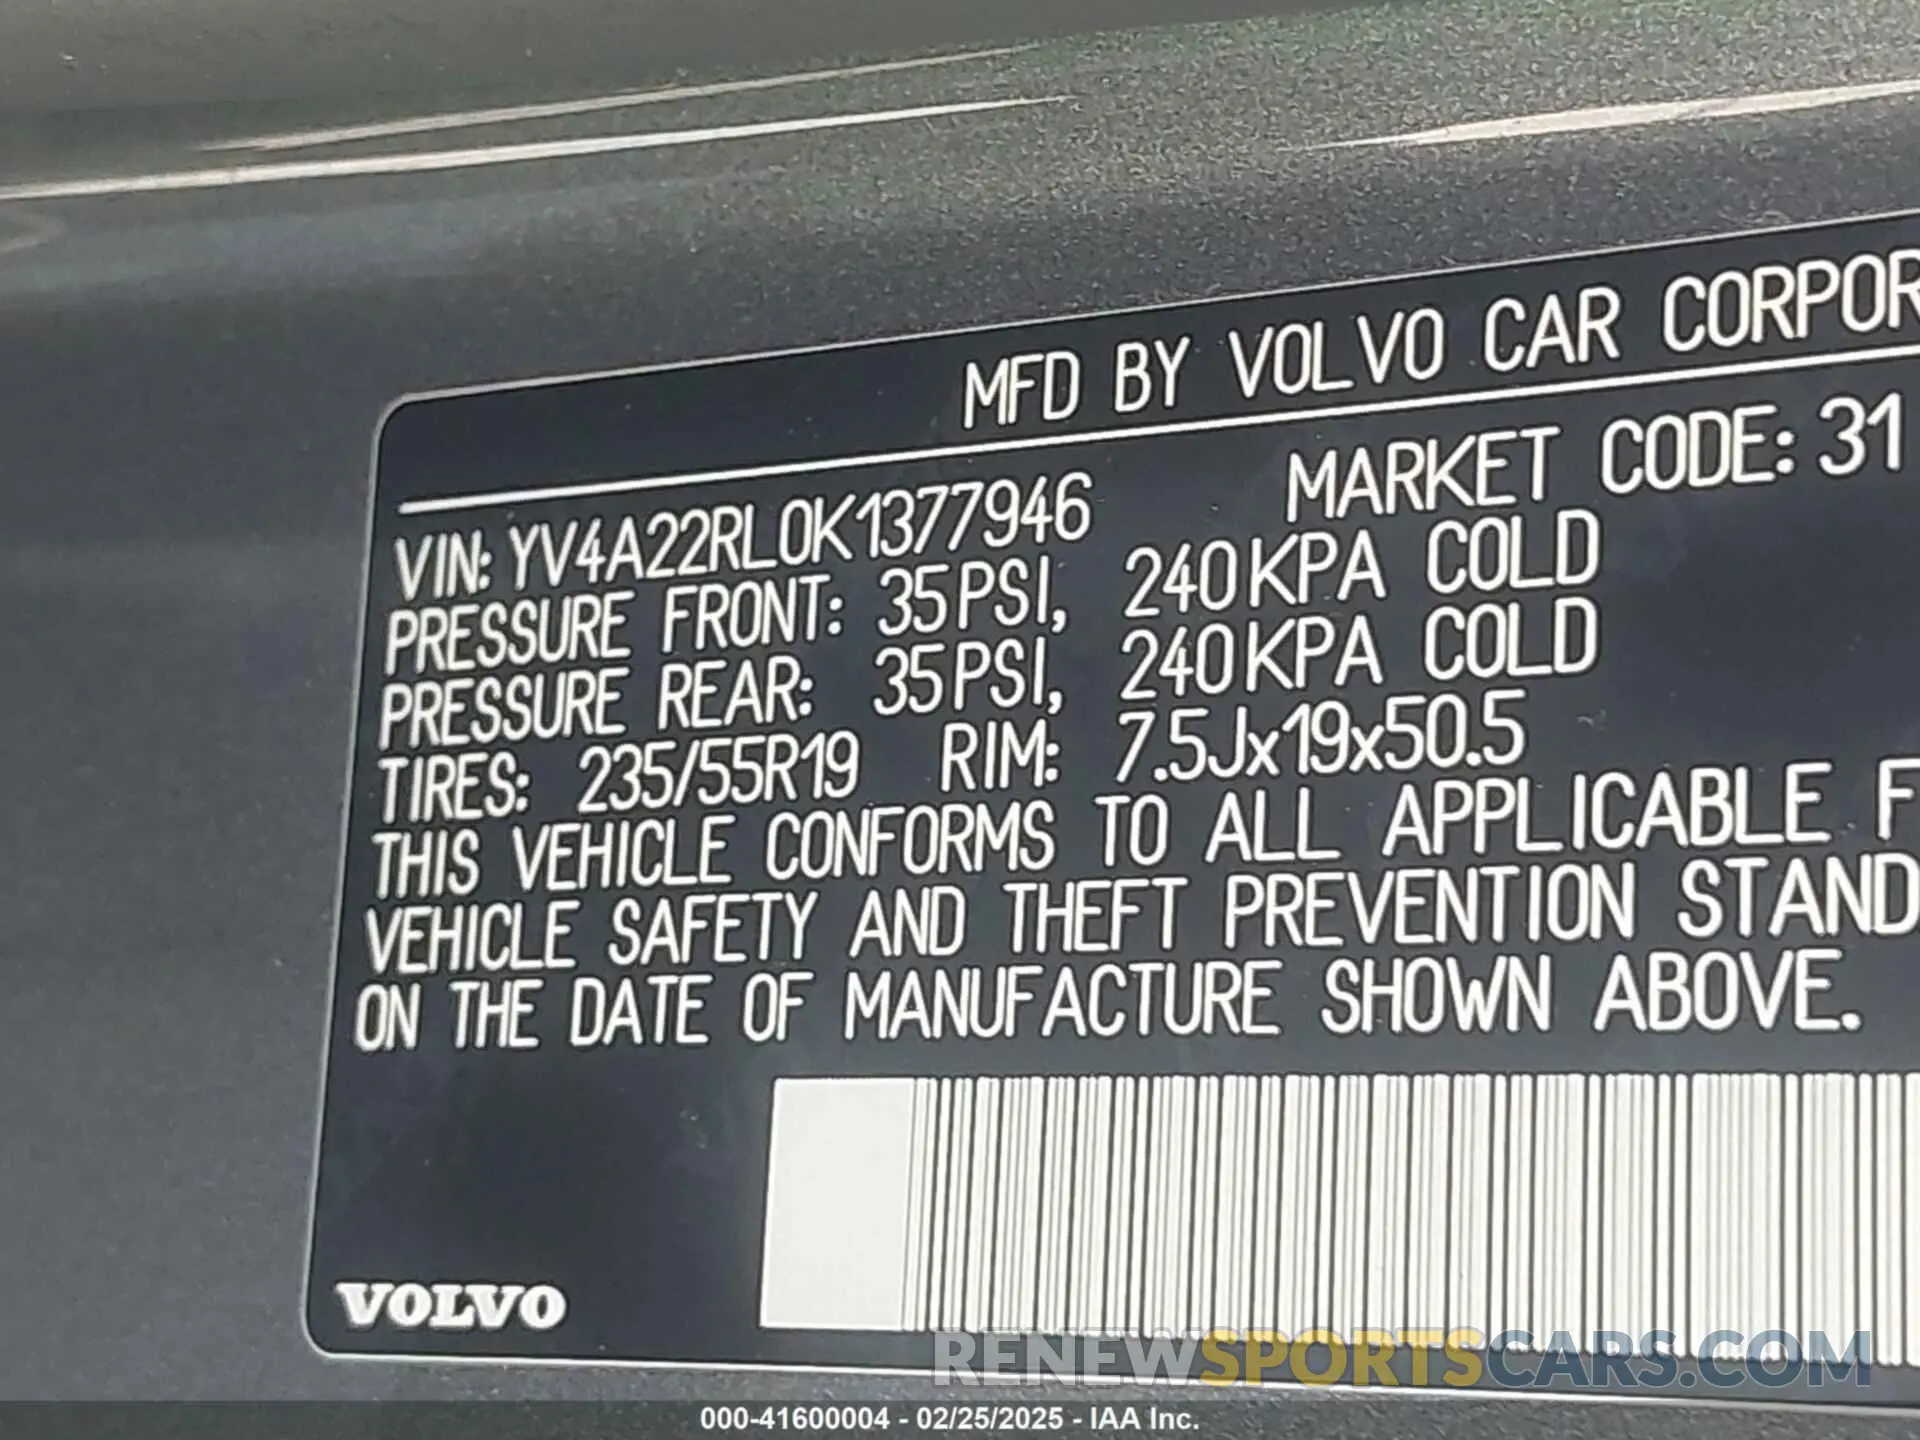 MFD BY VOLVO CAR CORPOR
MARKET CODE: 31
VIN: YV4A22RL0K1377946
PRESSURE FRONT: 35PSI, 240KPA COLD
PRESSURE REAR: 35PSI, 240KPA COLD
TIRES: 235/55R19 RIM: 7.5Jx19x50.5
THIS VEHICLE CONFORMS TO ALL APPLICABLE F
VEHICLE SAFETY AND THEFT PREVENTION STAND
ON THE DATE OF MANUFACTURE SHOWN ABOVE.
VOLVO
RENEWSPORTSCARS.COM
000-41600004 - 02/25/2025 - IAA Inc.